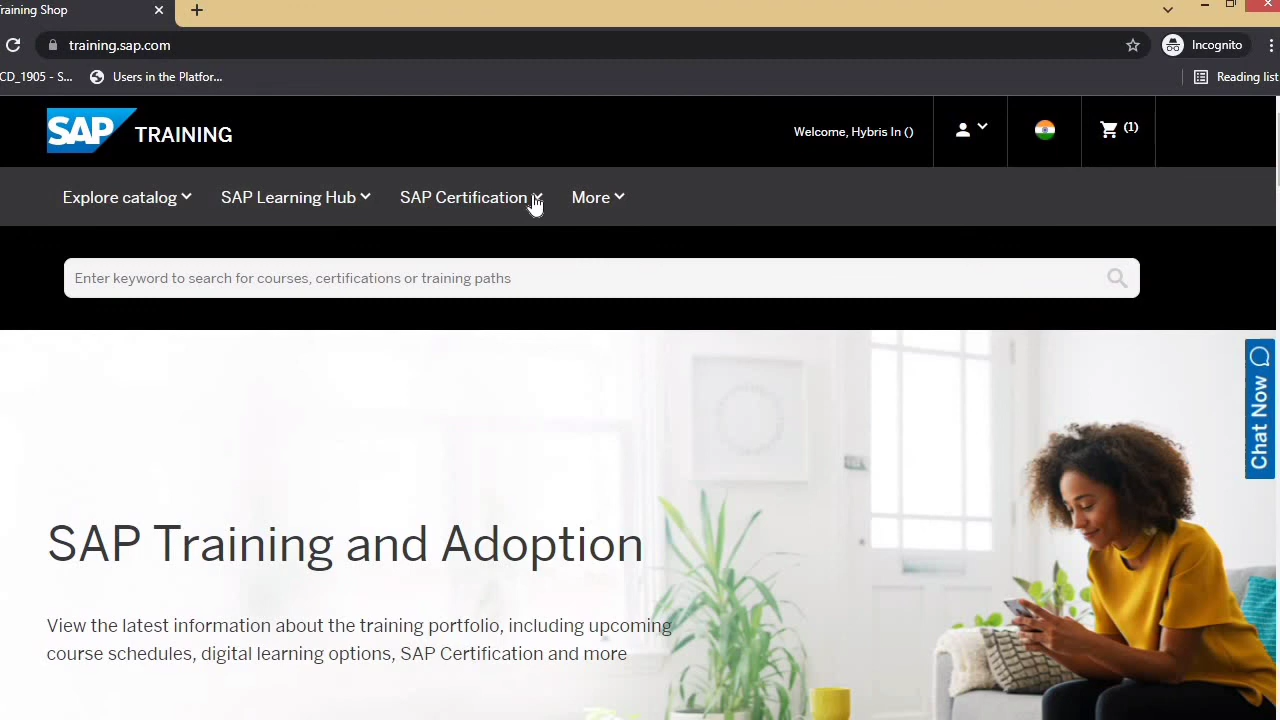 raining Shop
training.sap.com
Incognito
CD_1905 - S...
Users in the Platfor...
Reading list
SAP TRAINING
Welcome, Hybris In ()
(1)
Explore catalog
SAP Learning Hub
SAP Certification
More
Enter keyword to search for courses, certifications or training paths
Chat Now
SAP Training and Adoption
View the latest information about the training portfolio, including upcoming
course schedules, digital learning options, SAP Certification and more